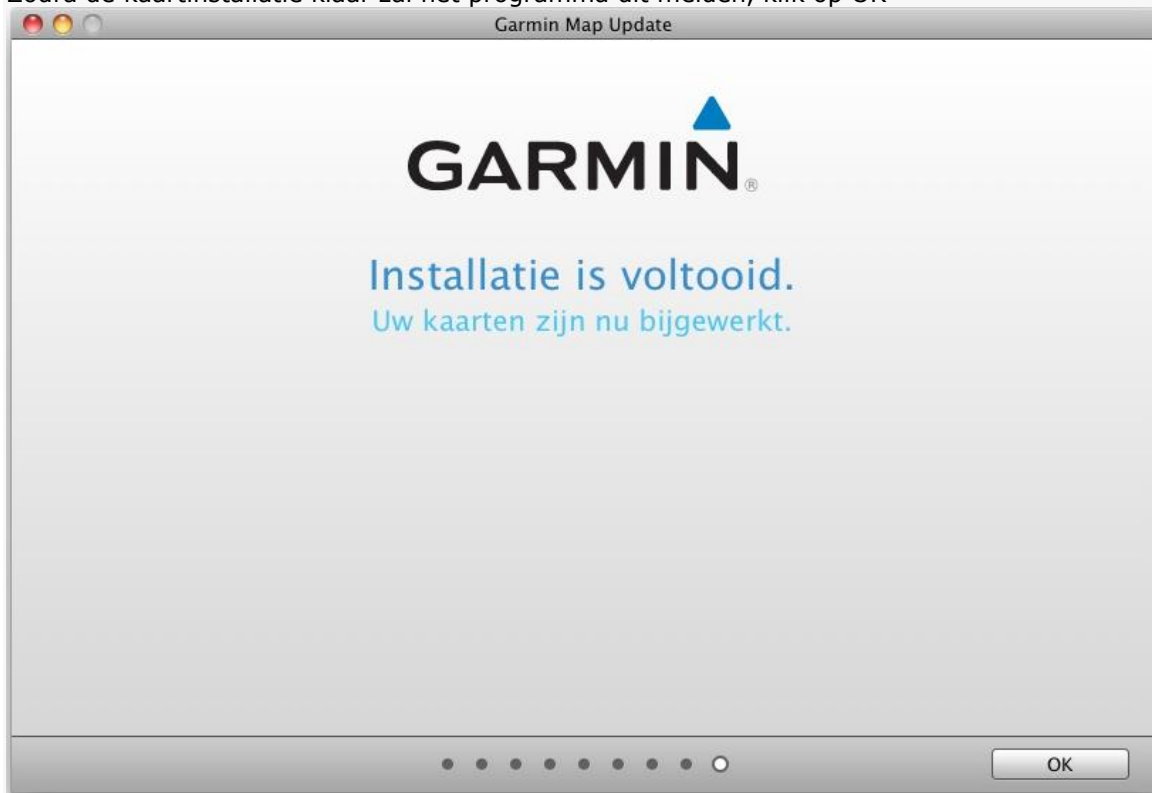 Zodra de kaartinstallatie klaar zal het programma dit melden, klik op OK
Garmin Map Update
GARMIN®
Installatie is voltooid.
Uw kaarten zijn nu bijgewerkt.
OK